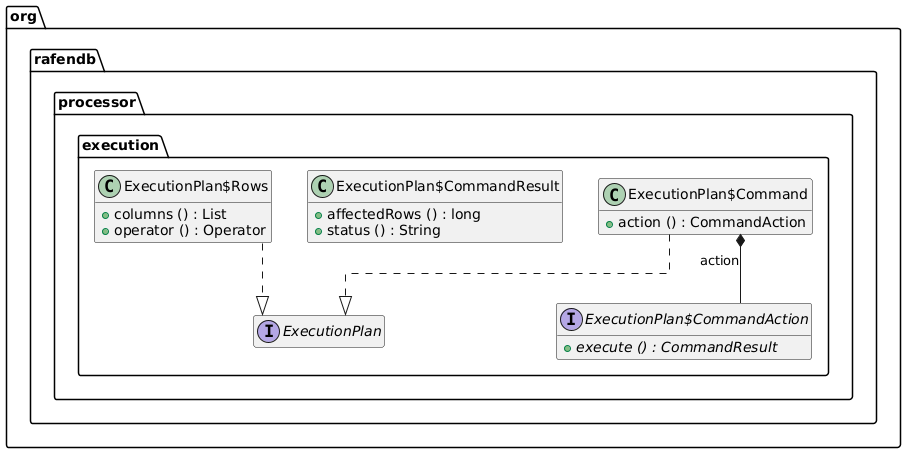 org
rafendb
processor
execution
C ExecutionPlan$Rows
columns () : List
operator () : Operator
C ExecutionPlan$CommandResult
affectedRows () : long
status () : String
C ExecutionPlan$Command
action () : CommandAction
action
I ExecutionPlan
I ExecutionPlan$CommandAction
execute () : CommandResult